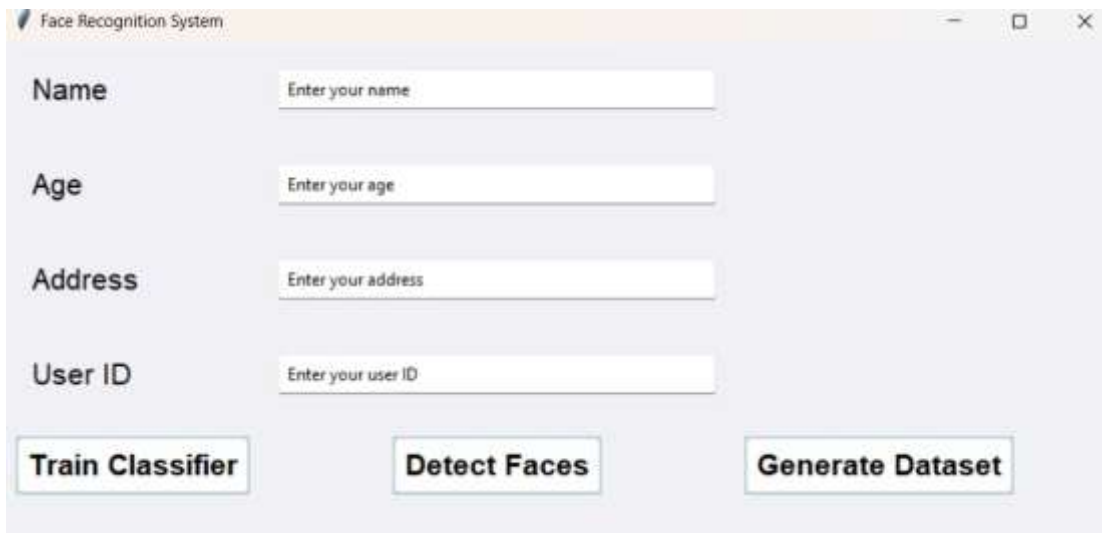 Face Recognition System
Name Enter your name
Age Enter your age
Address Enter your address
User ID Enter your user ID
Train Classifier Detect Faces Generate Dataset